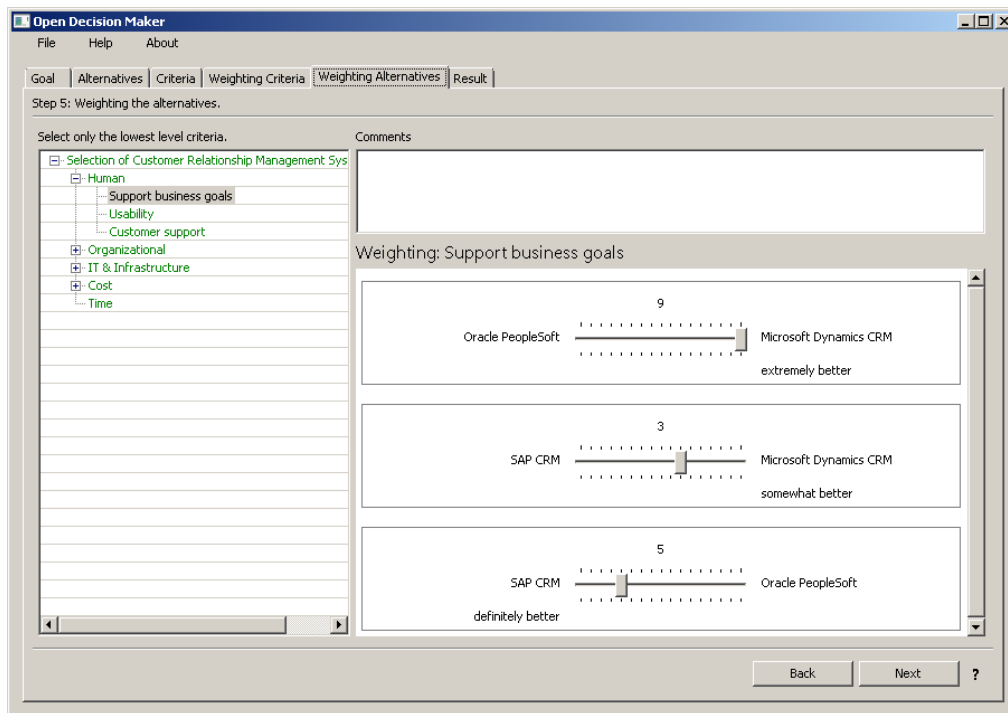 Open Decision Maker
File Help About
Goal Alternatives Criteria Weighting Criteria Weighting Alternatives Result
Step 5: Weighting the alternatives.
Select only the lowest level criteria.
Selection of Customer Relationship Management Sys
Human
Support business goals
Usability
Customer support
Organizational
IT & Infrastructure
Cost
Time
Comments
Weighting: Support business goals
9
Oracle PeopleSoft Microsoft Dynamics CRM
extremely better
3
SAP CRM Microsoft Dynamics CRM
somewhat better
5
SAP CRM Oracle PeopleSoft
definitely better
Back Next ?